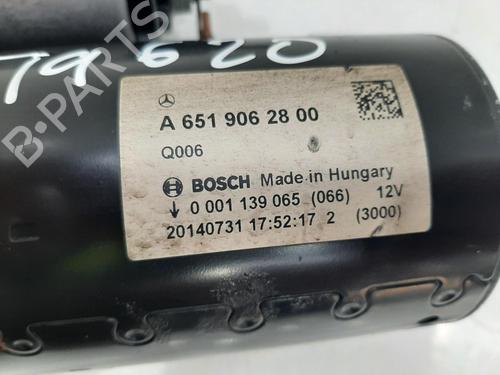 79620
A 651 906 28 00
Q006
BOSCH Made in Hungary
0 001 139 065 (066) 12V
20140731 17:52:17 2 (3000)
B-PARTS